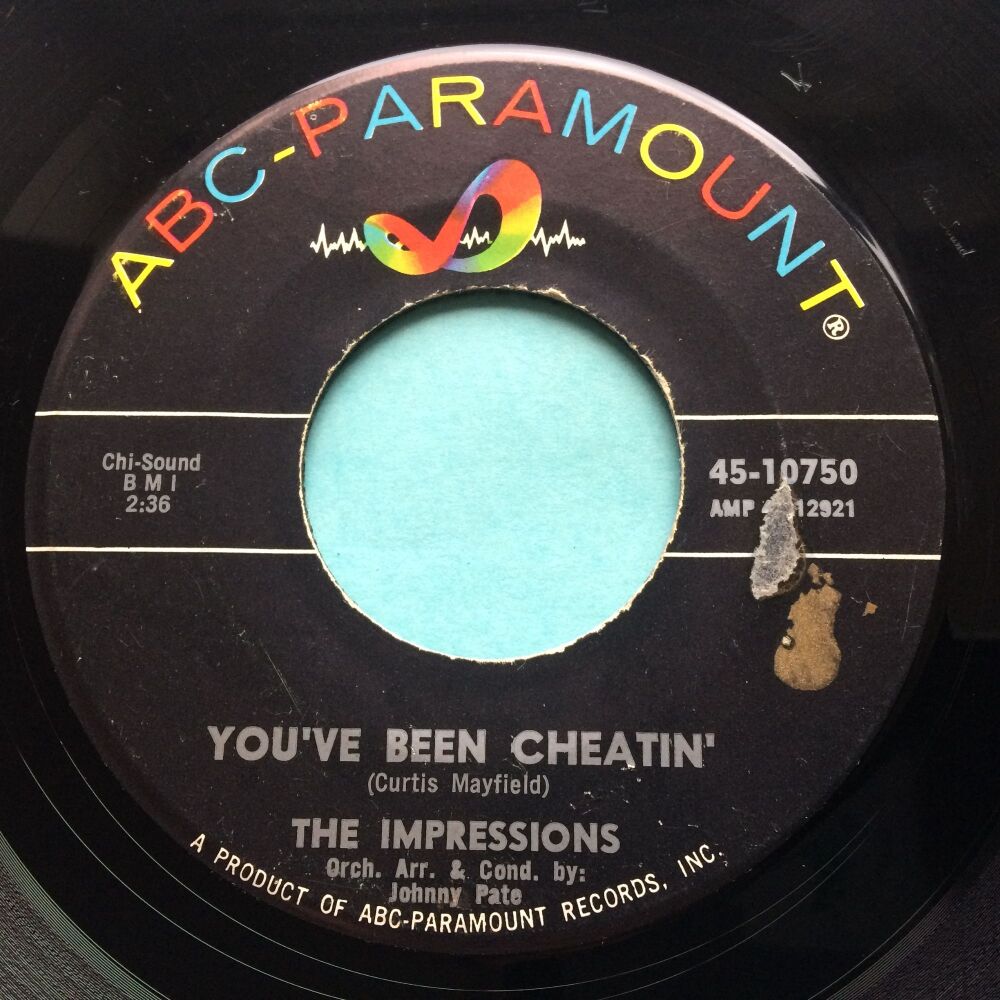 ABC-PARAMOUNT®
Chi-Sound
BMI
2:36
45-10750
AMP 12921
YOU'VE BEEN CHEATIN'
(Curtis Mayfield)
THE IMPRESSIONS
Orch. Arr. & Cond. by:
Johnny Pate
A PRODUCT OF ABC-PARAMOUNT RECORDS, INC.